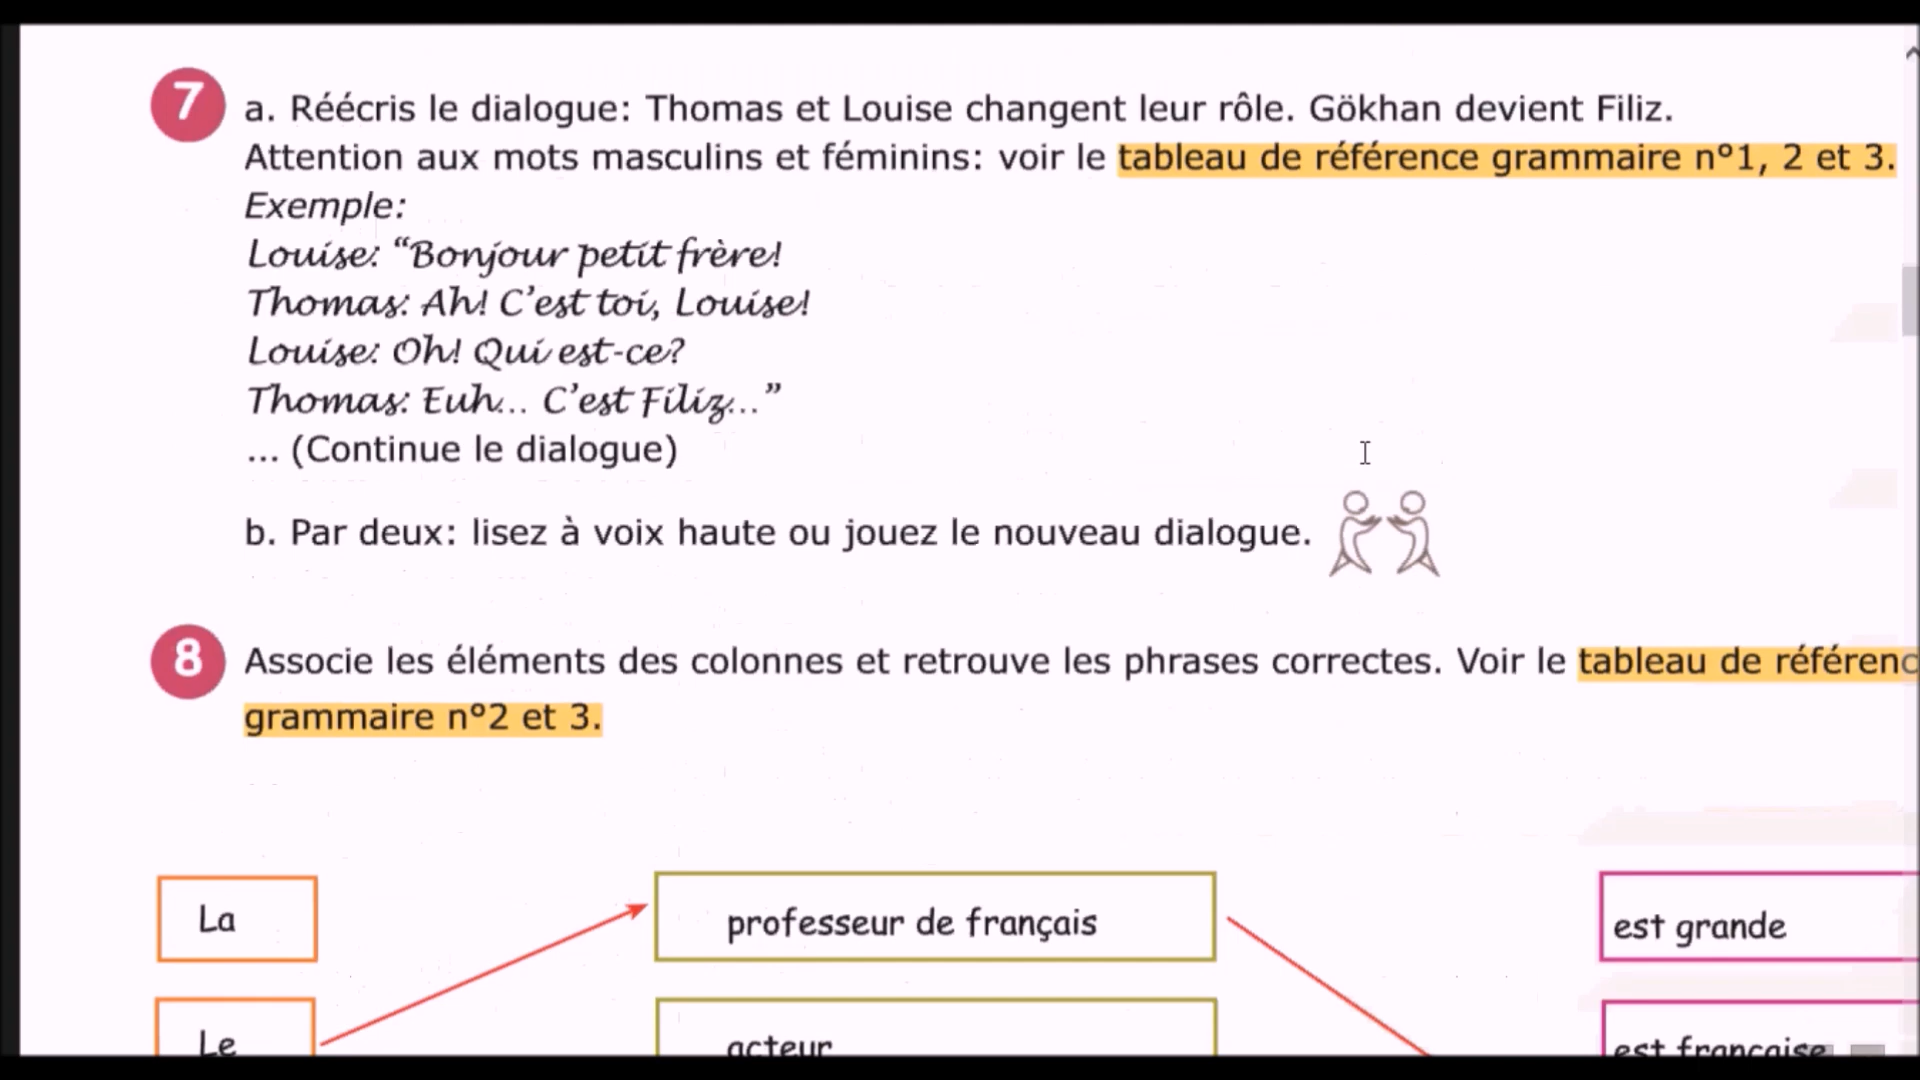 7
a. Réécris le dialogue: Thomas et Louise changent leur rôle. Gökhan devient Filiz.
Attention aux mots masculins et féminins: voir le tableau de référence grammaire n°1, 2 et 3.
Exemple:
Louise: “Bonjour petit frère!
Thomas: Ah! C’est toi, Louise!
Louise: Oh! Qui est-ce?
Thomas: Euh... C’est Filiz...”
... (Continue le dialogue)
b. Par deux: lisez à voix haute ou jouez le nouveau dialogue.
8
Associe les éléments des colonnes et retrouve les phrases correctes. Voir le tableau de référenc
grammaire n°2 et 3.
La
professeur de français
est grande
Le
acteur
est française